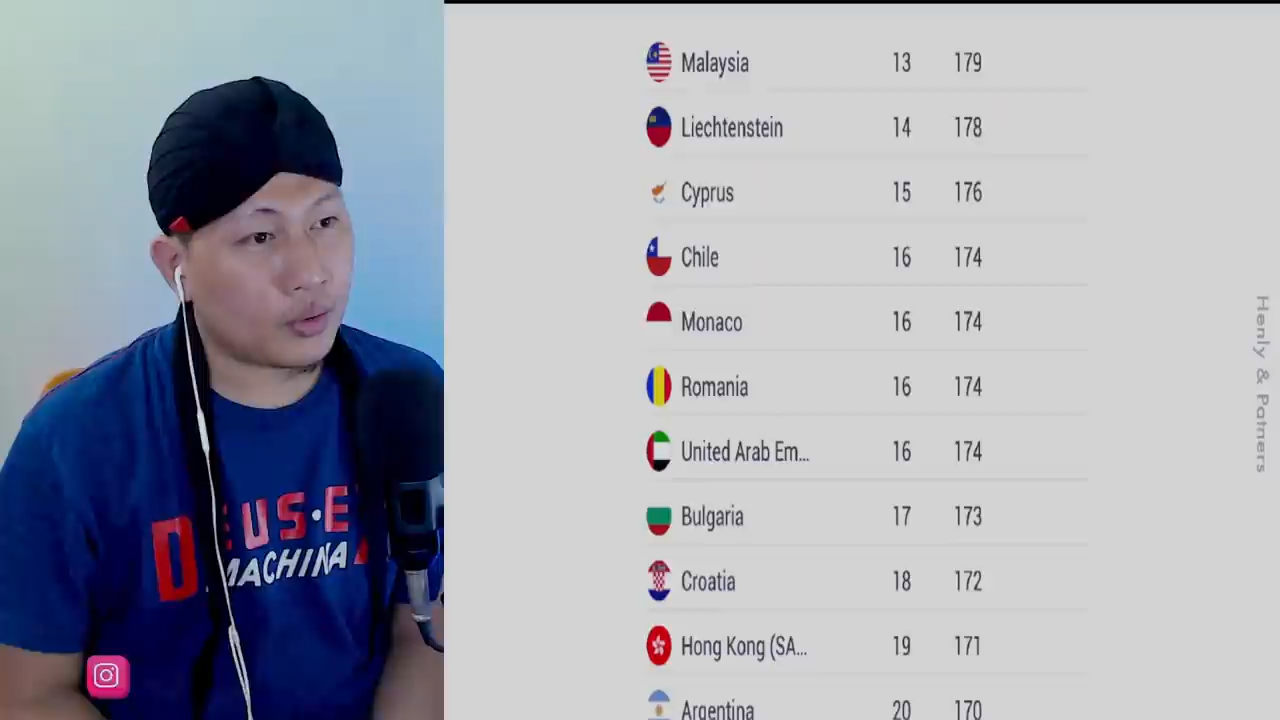 Malaysia 13 179
Liechtenstein 14 178
Cyprus 15 176
Chile 16 174
Monaco 16 174
Romania 16 174
United Arab Em... 16 174
Bulgaria 17 173
Croatia 18 172
Hong Kong (SA... 19 171
Argentina 20 170
Henly & Patners
DEUS·E
MACHINA